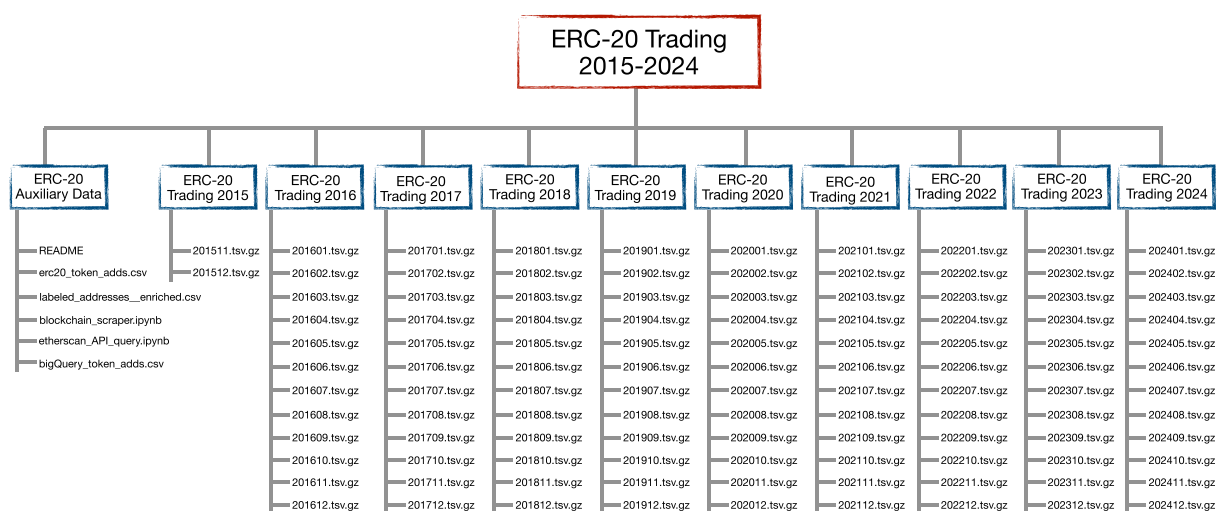 ERC-20 Trading
2015-2024
ERC-20
Auxiliary Data
README
erc20_token_adds.csv
labeled_addresses__enriched.csv
blockchain_scraper.ipynb
etherscan_API_query.ipynb
bigQuery_token_adds.csv
ERC-20
Trading 2015
201511.tsv.gz
201512.tsv.gz
ERC-20
Trading 2016
201601.tsv.gz
201602.tsv.gz
201603.tsv.gz
201604.tsv.gz
201605.tsv.gz
201606.tsv.gz
201607.tsv.gz
201608.tsv.gz
201609.tsv.gz
201610.tsv.gz
201611.tsv.gz
201612.tsv.gz
ERC-20
Trading 2017
201701.tsv.gz
201702.tsv.gz
201703.tsv.gz
201704.tsv.gz
201705.tsv.gz
201706.tsv.gz
201707.tsv.gz
201708.tsv.gz
201709.tsv.gz
201710.tsv.gz
201711.tsv.gz
201712.tsv.gz
ERC-20
Trading 2018
201801.tsv.gz
201802.tsv.gz
201803.tsv.gz
201804.tsv.gz
201805.tsv.gz
201806.tsv.gz
201807.tsv.gz
201808.tsv.gz
201809.tsv.gz
201810.tsv.gz
201811.tsv.gz
201812.tsv.gz
ERC-20
Trading 2019
201901.tsv.gz
201902.tsv.gz
201903.tsv.gz
201904.tsv.gz
201905.tsv.gz
201906.tsv.gz
201907.tsv.gz
201908.tsv.gz
201909.tsv.gz
201910.tsv.gz
201911.tsv.gz
201912.tsv.gz
ERC-20
Trading 2020
202001.tsv.gz
202002.tsv.gz
202003.tsv.gz
202004.tsv.gz
202005.tsv.gz
202006.tsv.gz
202007.tsv.gz
202008.tsv.gz
202009.tsv.gz
202010.tsv.gz
202011.tsv.gz
202012.tsv.gz
ERC-20
Trading 2021
202101.tsv.gz
202102.tsv.gz
202103.tsv.gz
202104.tsv.gz
202105.tsv.gz
202106.tsv.gz
202107.tsv.gz
202108.tsv.gz
202109.tsv.gz
202110.tsv.gz
202111.tsv.gz
202112.tsv.gz
ERC-20
Trading 2022
202201.tsv.gz
202202.tsv.gz
202203.tsv.gz
202204.tsv.gz
202205.tsv.gz
202206.tsv.gz
202207.tsv.gz
202208.tsv.gz
202209.tsv.gz
202210.tsv.gz
202211.tsv.gz
202212.tsv.gz
ERC-20
Trading 2023
202301.tsv.gz
202302.tsv.gz
202303.tsv.gz
202304.tsv.gz
202305.tsv.gz
202306.tsv.gz
202307.tsv.gz
202308.tsv.gz
202309.tsv.gz
202310.tsv.gz
202311.tsv.gz
202312.tsv.gz
ERC-20
Trading 2024
202401.tsv.gz
202402.tsv.gz
202403.tsv.gz
202404.tsv.gz
202405.tsv.gz
202406.tsv.gz
202407.tsv.gz
202408.tsv.gz
202409.tsv.gz
202410.tsv.gz
202411.tsv.gz
202412.tsv.gz